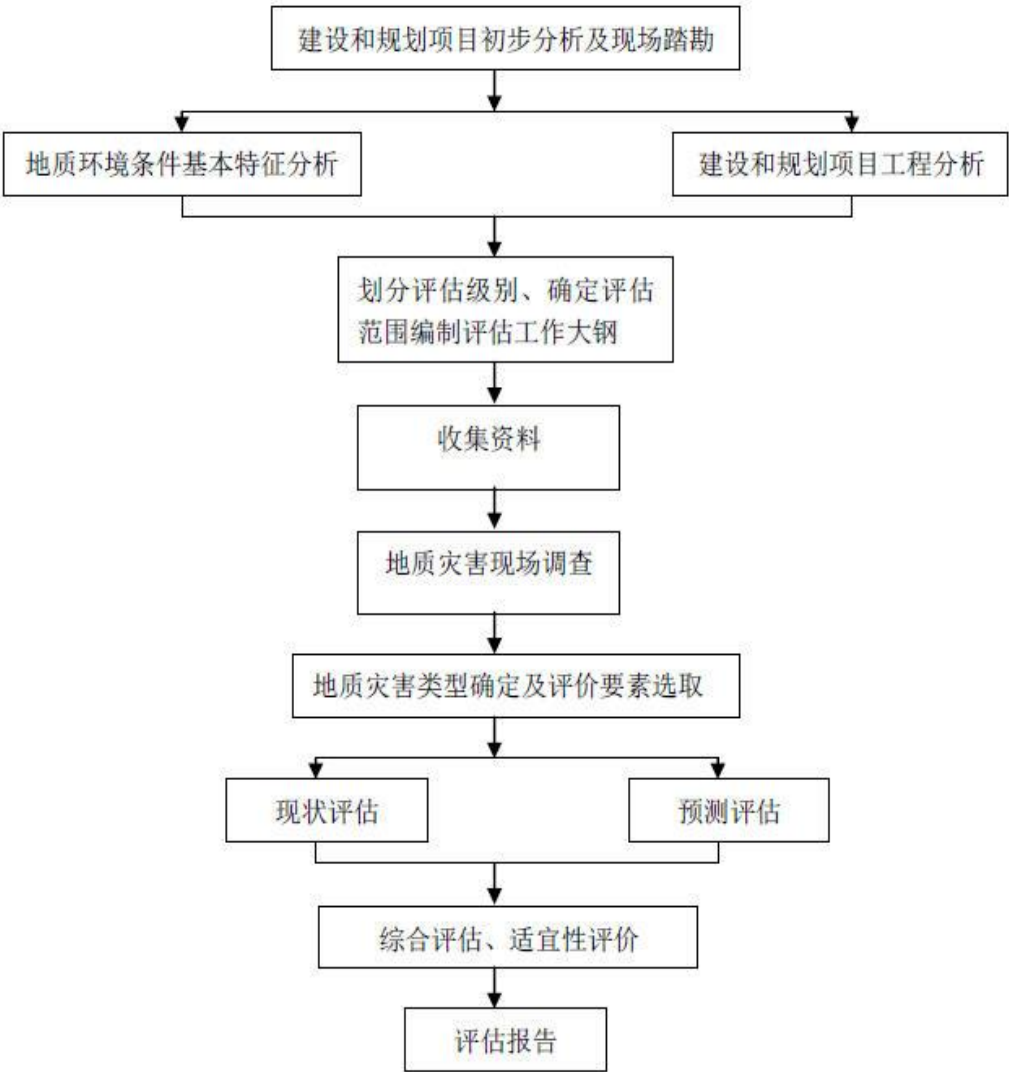 建设和规划项目初步分析及现场踏勘
地质环境条件基本特征分析
建设和规划项目工程分析
划分评估级别、确定评估
范围编制评估工作大钢
收集资料
地质灾害现场调查
地质灾害类型确定及评价要素选取
现状评估
预测评估
综合评估、适宜性评价
评估报告